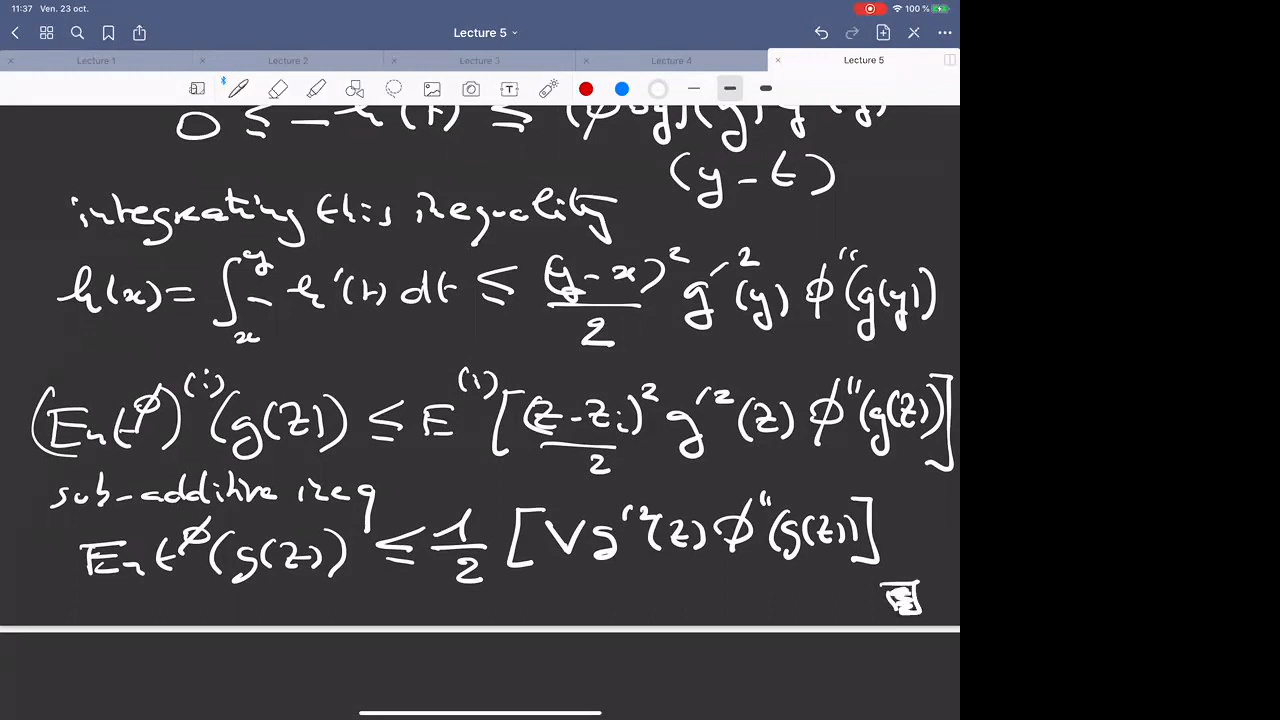 11:37 Ven. 23 oct.
100 %
Lecture 5
Lecture 1 Lecture 2 Lecture 3 Lecture 4 Lecture 5
0 ≤ - h'(t) ≤
(y - t)
integrating this inequality
h(x) = ∫_x^y - h'(t) dt ≤ (y-x)²/2 g'²(y) φ''(g(y))
(Ent^φ)^(i) (g(Z)) ≤ E^(i) [(Z-Z_i)²/2 g'²(Z) φ''(g(Z))]
sub-additive ineq
Ent^φ(g(Z)) ≤ 1/2 [V g'²(Z) φ''(g(Z))]